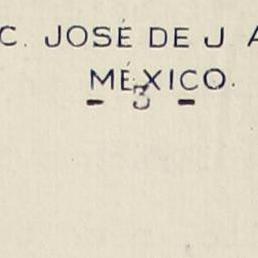 C. JOSÉ DE J A
MÉXICO.
- 3 -